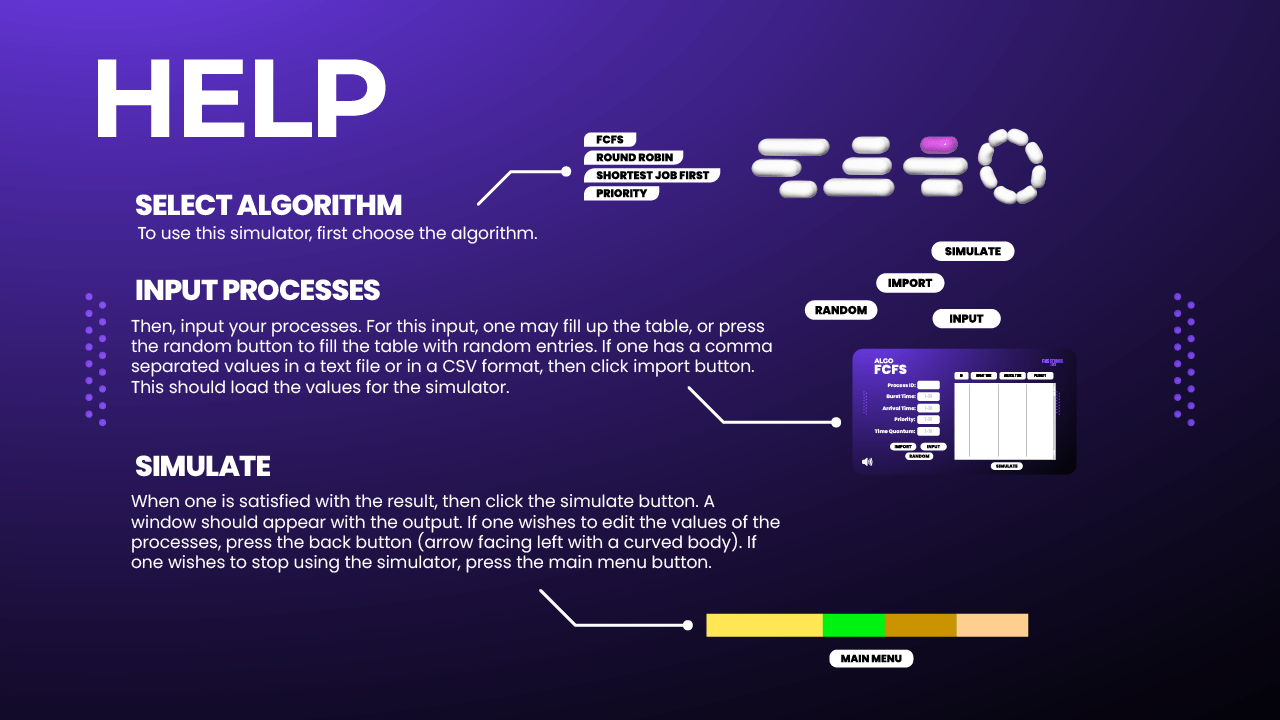 HELP
FCFS
ROUND ROBIN
SHORTEST JOB FIRST
PRIORITY
SELECT ALGORITHM
To use this simulator, first choose the algorithm.
SIMULATE
IMPORT
RANDOM
INPUT
INPUT PROCESSES
Then, input your processes. For this input, one may fill up the table, or press
the random button to fill the table with random entries. If one has a comma
separated values in a text file or in a CSV format, then click import button.
This should load the values for the simulator.
ALGO
FCFS
Process ID:
Burst Time:
Arrival Time:
Priority:
Time Quantum:
IMPORT
INPUT
RANDOM
ID
BURST TIME
ARRIVAL TIME
PRIORITY
SIMULATE
SIMULATE
When one is satisfied with the result, then click the simulate button. A
window should appear with the output. If one wishes to edit the values of the
processes, press the back button (arrow facing left with a curved body). If
one wishes to stop using the simulator, press the main menu button.
MAIN MENU